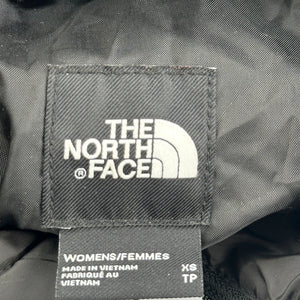 THE
NORTH
® FACE
WOMENS/FEMMES
MADE IN VIETNAM XS
FABRIQUÉ AU TP
VIETNAM